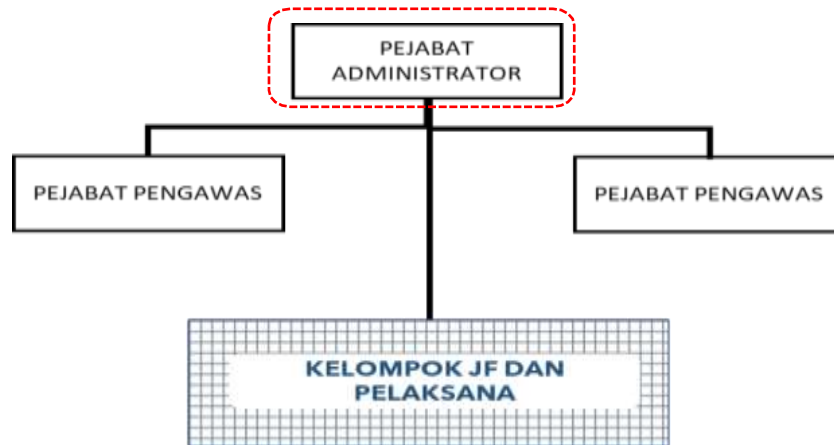 PEJABAT
ADMINISTRATOR
PEJABAT PENGAWAS
PEJABAT PENGAWAS
KELOMPOK JF DAN
PELAKSANA